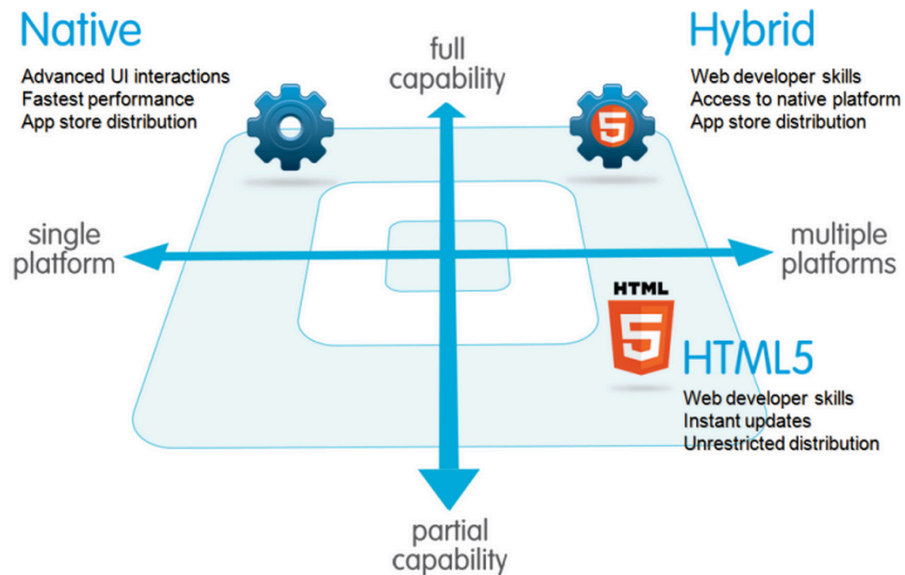 Native
Advanced UI interactions
Fastest performance
App store distribution
full
capability
Hybrid
Web developer skills
Access to native platform
App store distribution
5
single
platform
multiple
platforms
HTML
5
HTML5
Web developer skills
Instant updates
Unrestricted distribution
partial
capability